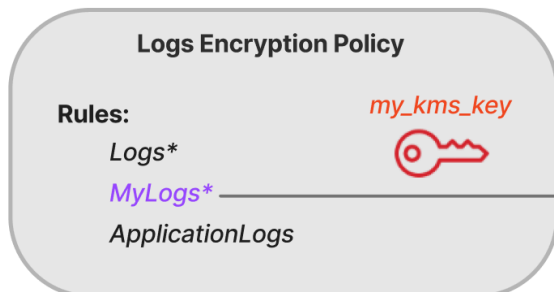 Logs Encryption Policy
Rules:
my_kms_key
Logs*
MyLogs*
ApplicationLogs